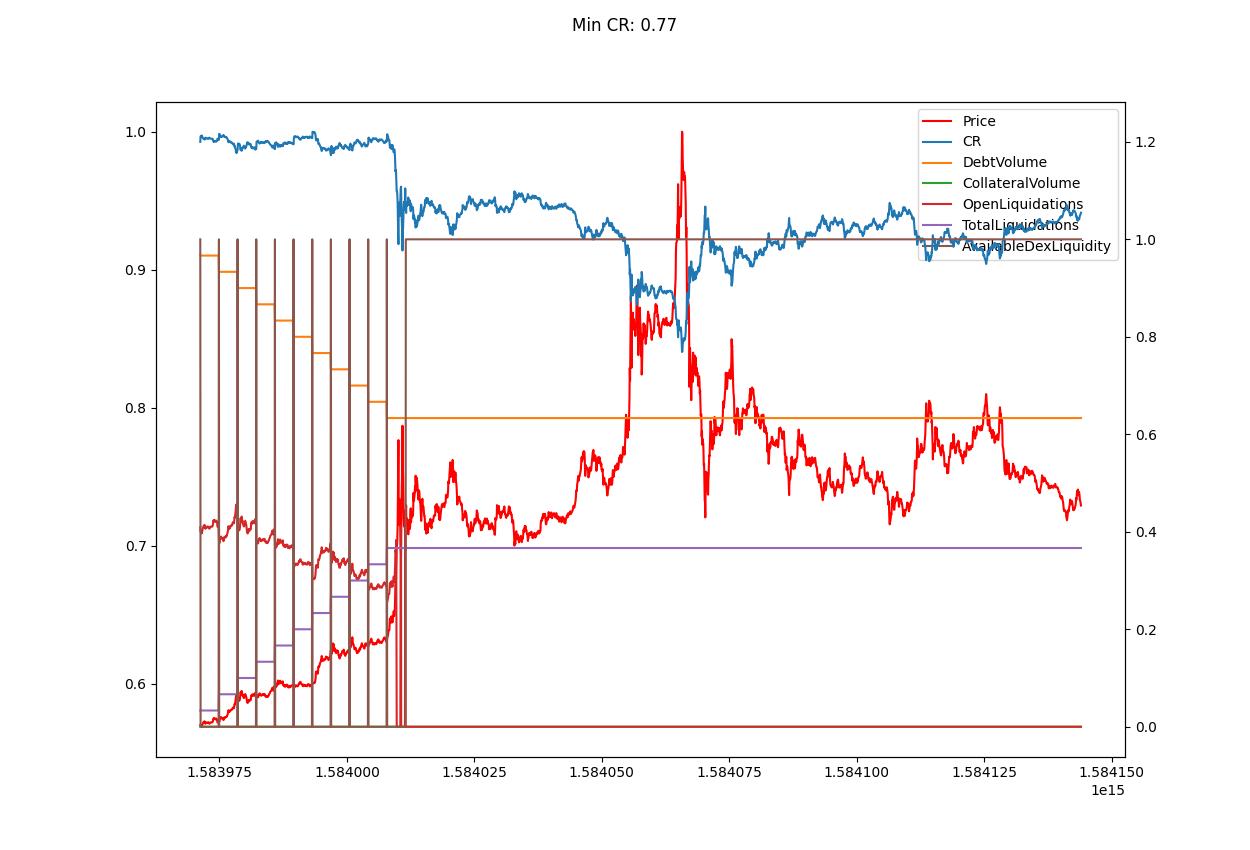 Min CR: 0.77
Price
CR
DebtVolume
CollateralVolume
OpenLiquidations
TotalLiquidations
AvailableDexLiquidity
1.0
0.9
0.8
0.7
0.6
1.2
1.0
0.8
0.6
0.4
0.2
0.0
1.583975 1.584000 1.584025 1.584050 1.584075 1.584100 1.584125 1.584150
1e15